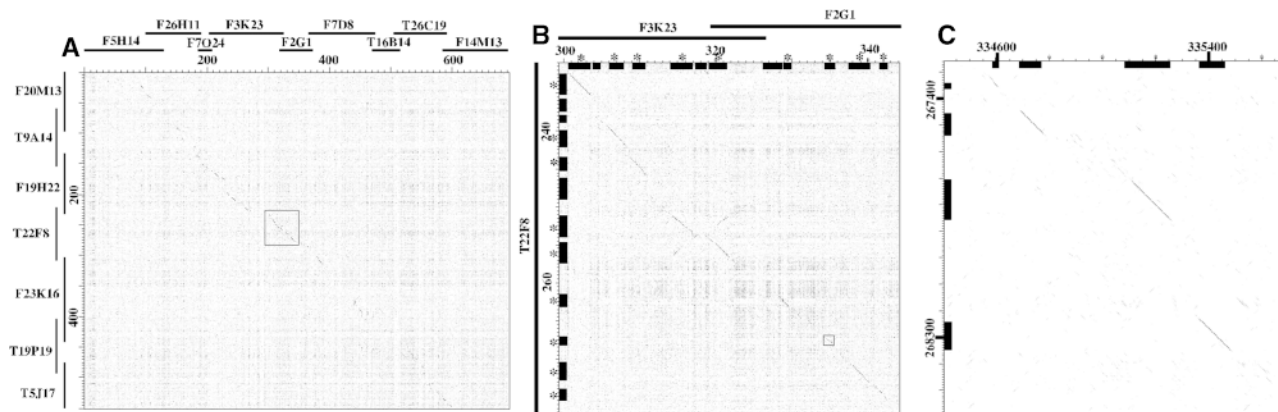 F26H11 F3K23 F7D8 T26C19
A F5H14 F7O24 F2G1 T16B14 F14M13
200 400 600
F20M13
T9A14
F19H22
200
T22F8
F23K16
400
T19P19
T5J17
F2G1
B F3K23
300 320 340
* * * * * * * * *
240
T22F8
260
* * * * * * * * * *
C 334600 335400
267400
268300